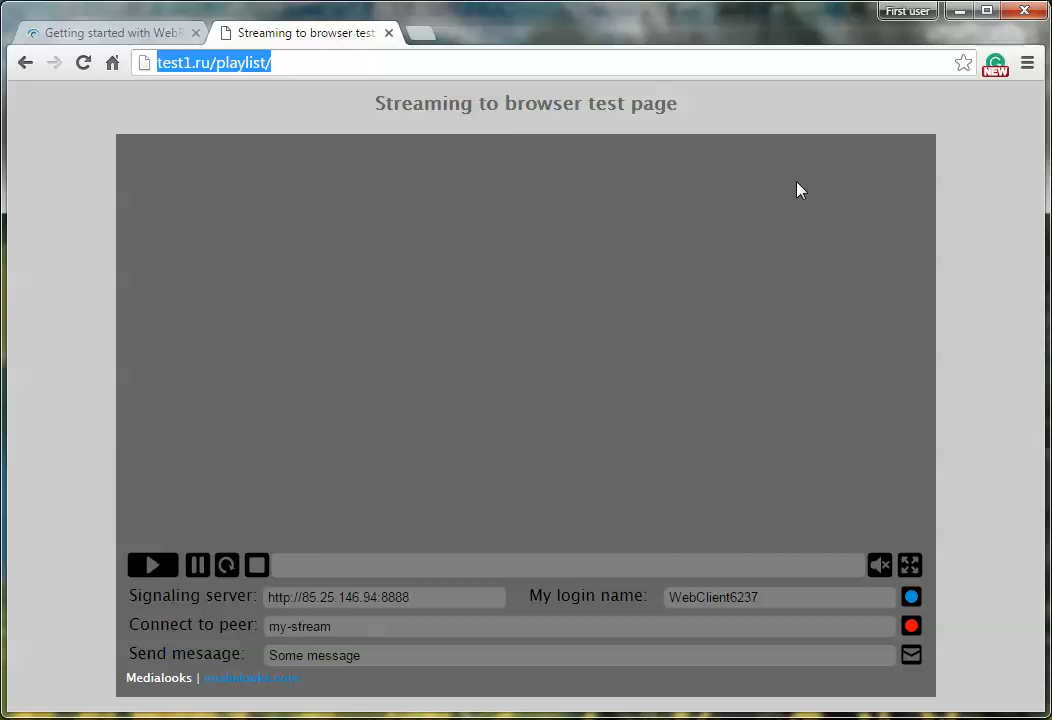 First user
Getting started with WebR
Streaming to browser test
test1.ru/playlist/
NEW
Streaming to browser test page
Signaling server: http://85.25 146.94:8888 My login name: WebClient6237
Connect to peer: my-stream
Send mesaage: Some message
Medialooks | medialooks.com